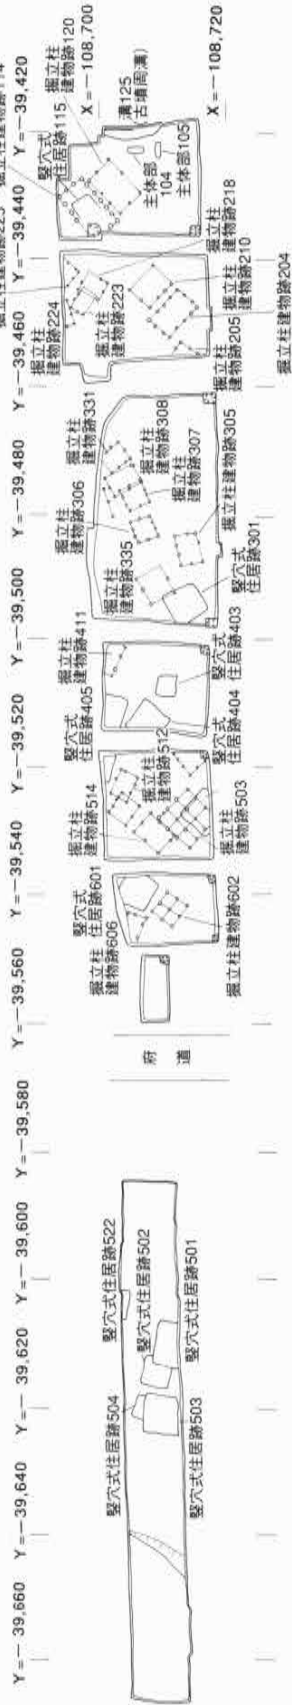 Y=− 39,660
Y=−39,640
Y=− 39,620
Y=− 39,600
Y=−39,580
Y=−39,560
Y=−39,540
Y=−39,520
Y=−39,500
Y=−39,480
Y=−39,460
Y=−39,440
Y=−39,420
X=−108,700
X=−108,720
竪穴式住居跡504
竪穴式住居跡522
竪穴式住居跡502
竪穴式住居跡501
竪穴式住居跡503
府
道
掘立柱
建物跡606
竪穴式
住居跡601
掘立柱建物跡602
掘立柱
建物跡514
掘立柱
建物跡512
掘立柱
建物跡503
竪穴式
住居跡405
掘立柱
建物跡411
竪穴式
住居跡404
竪穴式
住居跡403
掘立柱
建物跡335
掘立柱
建物跡306
掘立柱
建物跡331
掘立柱
建物跡308
掘立柱
建物跡307
掘立柱建物跡305
竪穴式
住居跡301
掘立柱
建物跡224
掘立柱
建物跡223
掘立柱
建物跡205
掘立柱建物跡204
掘立柱
建物跡210
掘立柱
建物跡218
竪穴式
住居跡115
掘立柱
建物跡120
主体部
104
主体部105
溝125
古墳周溝)